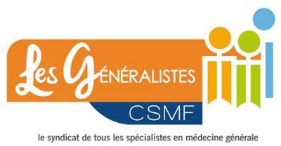 Les GÉNÉRALISTES
CSMF
le syndicat de tous les spécialistes en médecine générale